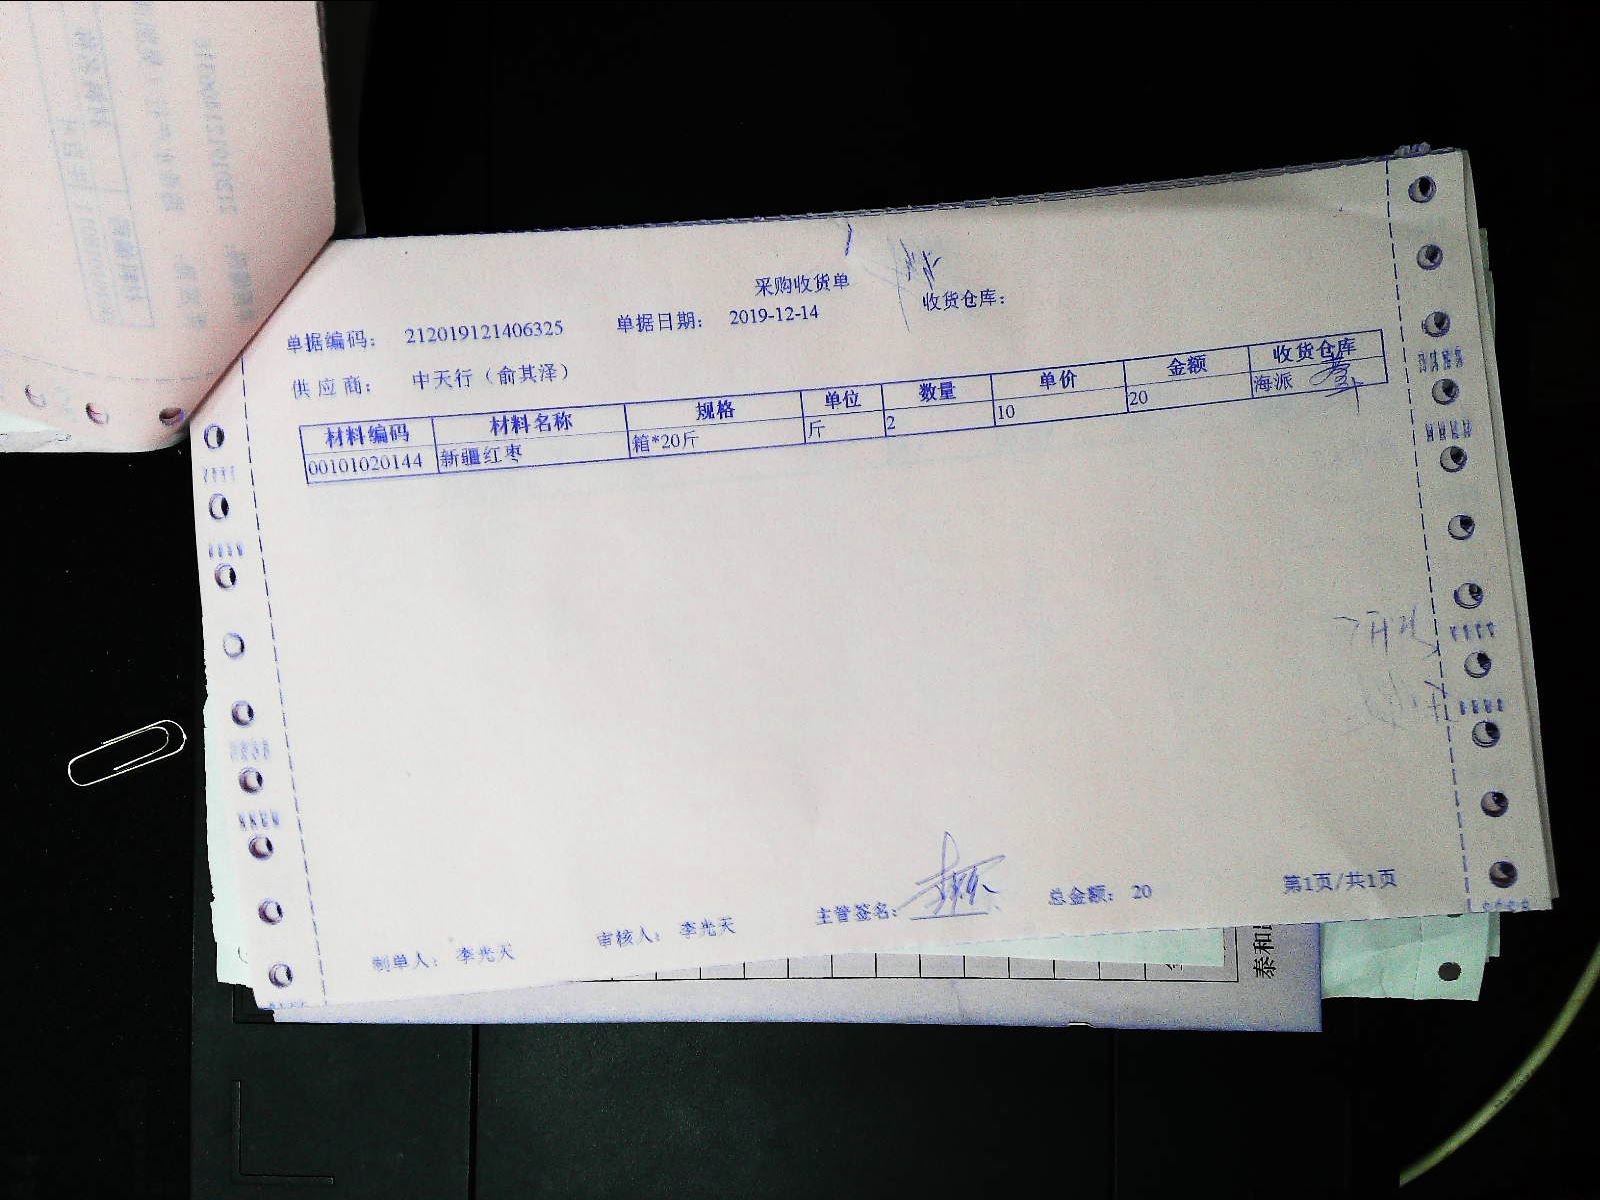 采购收货单
单据编码： 212019121406325 单据日期： 2019-12-14 收货仓库：
供应商： 中天行（俞其泽）
材料编码 材料名称 规格 单位 数量 单价 金额 收货仓库
00101020144 新疆红枣 箱*20斤 斤 2 10 20 海派
制单人： 李光天 审核人： 李光天 主管签名： 总金额： 20 第1页/共1页
泰和